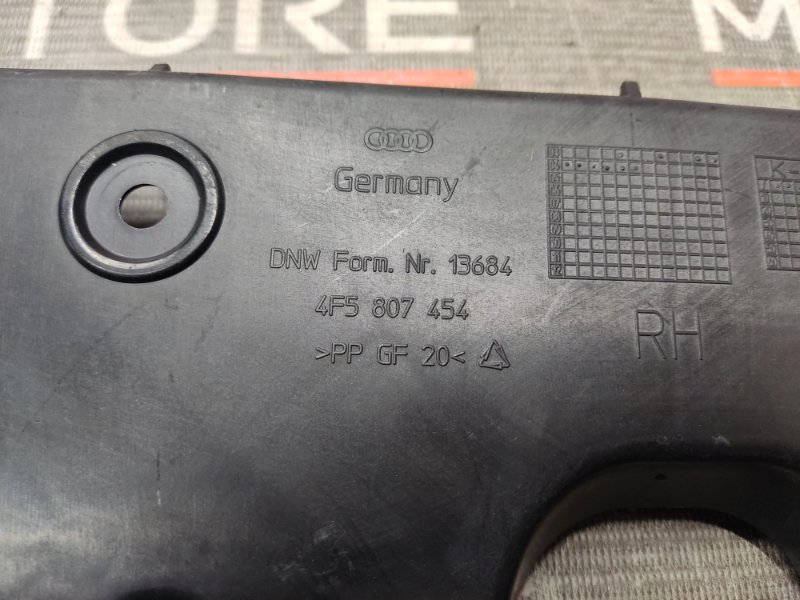 TORE M
Germany
DNW Form. Nr. 13684
4F5 807 454
>PP GF 20<
RH
K-